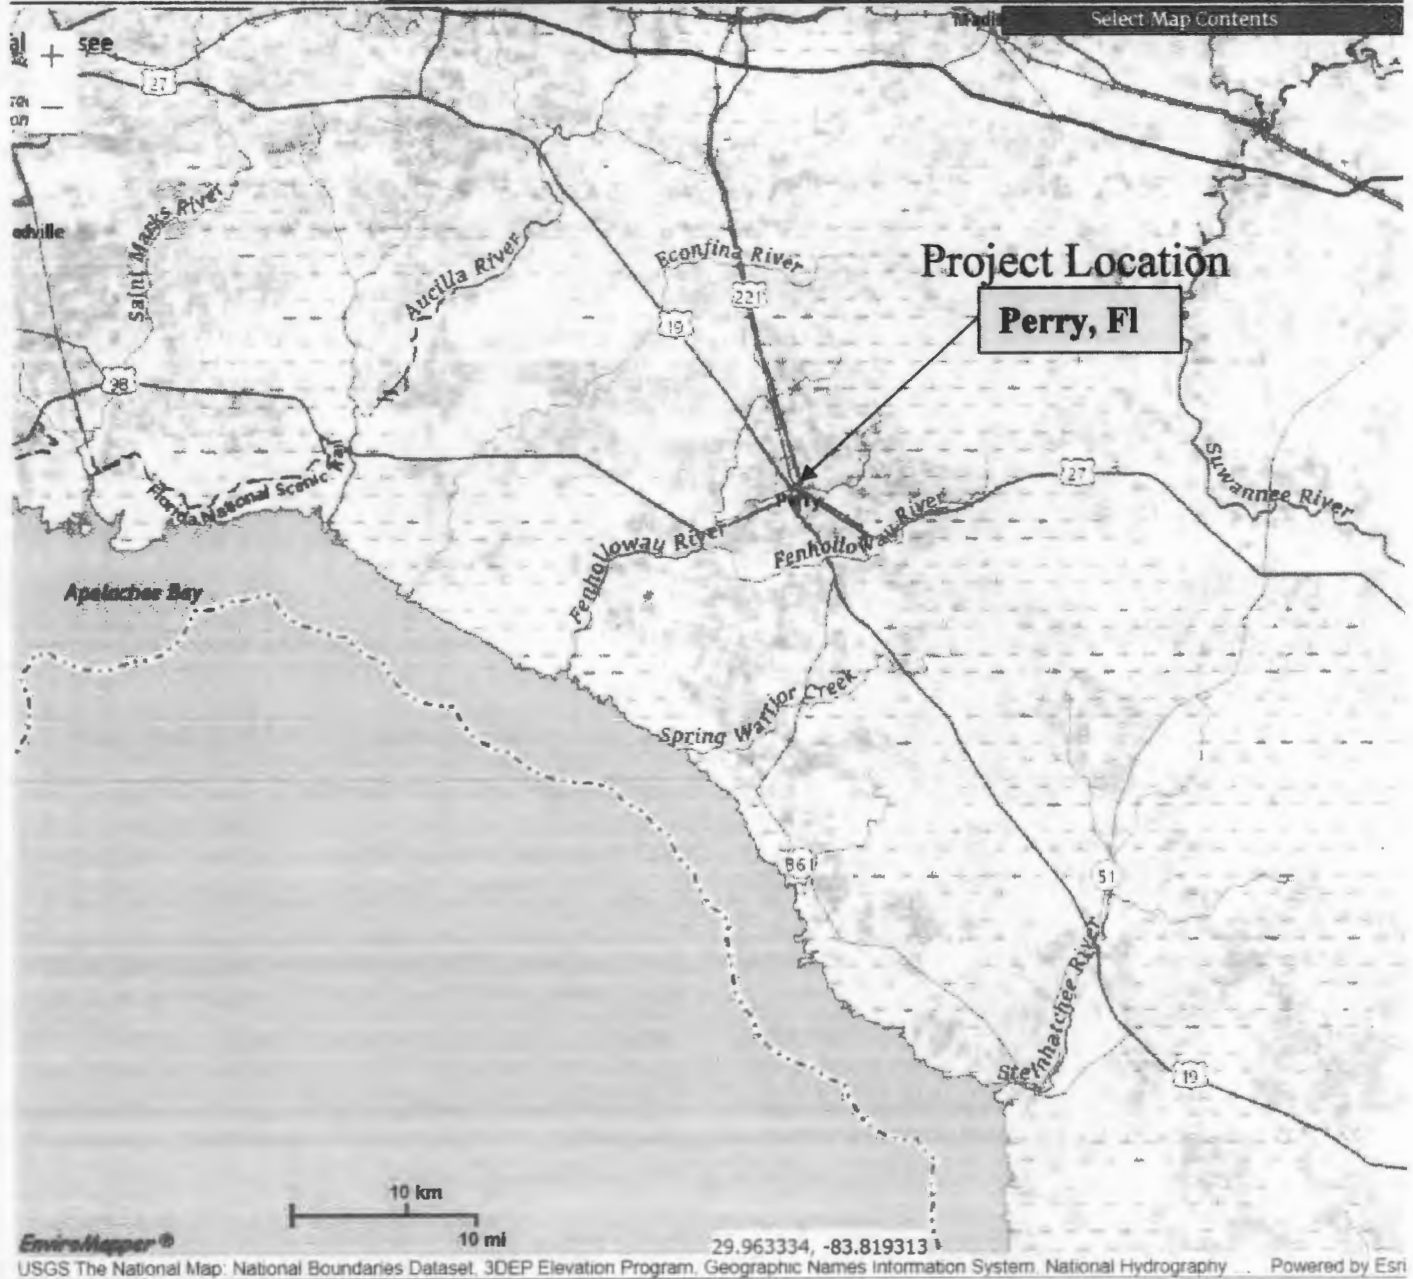 Select Map Contents
+
see
27
−
Saint Marks River
Aucilla River
Econfina River
221
19
Project Location
Perry, Fl
98
Florida National Scenic
Trail
Perry
27
Suwannee River
Fenholloway River
Fenholloway River
Apalachee Bay
Spring Warrior Creek
361
51
Steinhatchee River
19
10 km
10 mi
EnviroMapper ®
29.963334, -83.819313
USGS The National Map: National Boundaries Dataset, 3DEP Elevation Program, Geographic Names Information System, National Hydrography ...
Powered by Esri